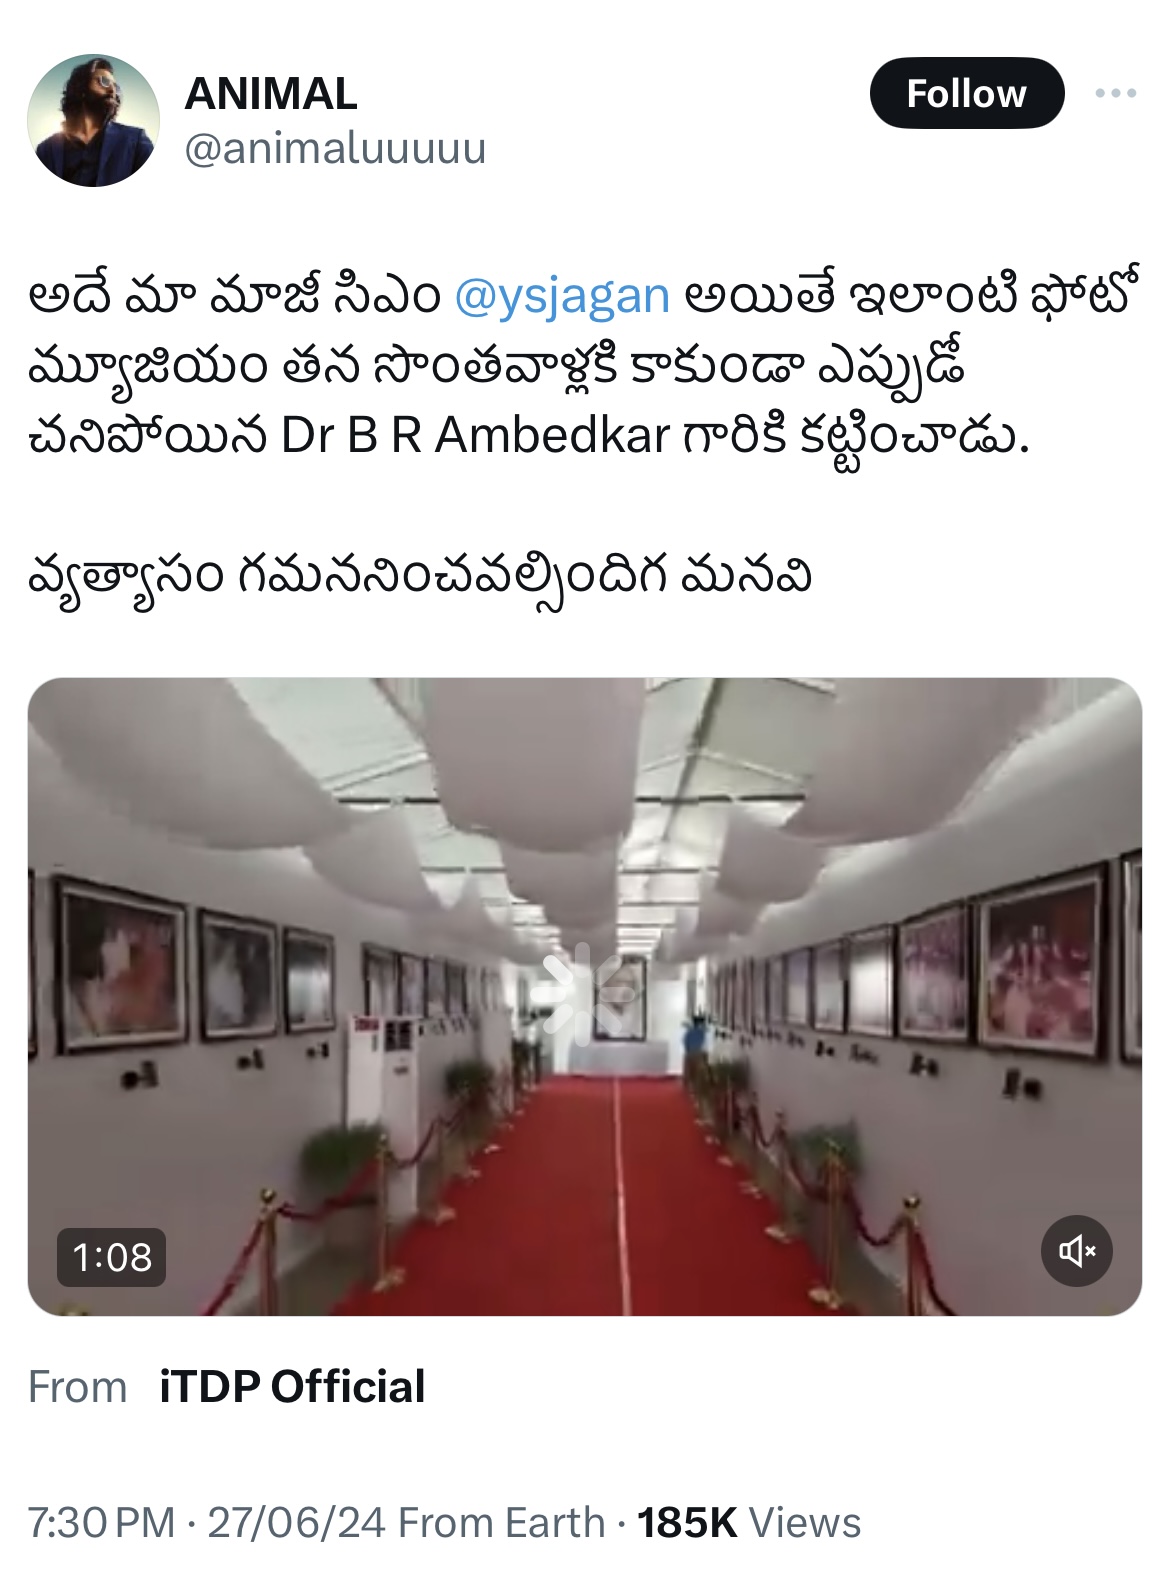 ANIMAL
Follow
@animaluuuuu
అదే మా మాజీ సిఎం @ysjagan అయితే ఇలాంటి ఫోటో
మ్యూజియం తన సొంతవాళ్లకి కాకుండా ఎప్పుడో
చనిపోయిన Dr B R Ambedkar గారికి కట్టించాడు.
వ్యత్యాసం గమననించవల్సిందిగ మనవి
1:08
From iTDP Official
7:30 PM · 27/06/24 From Earth · 185K Views